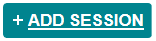 + ADD SESSION